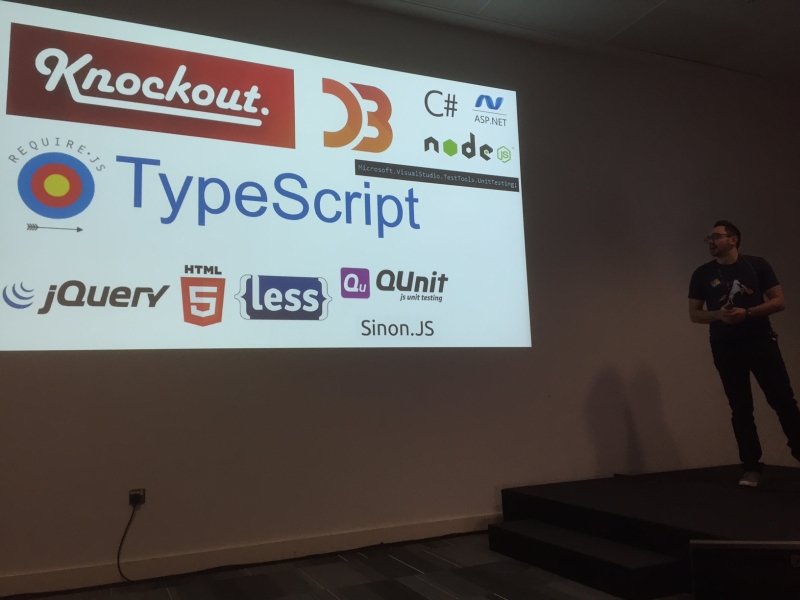 Knockout.
D3
C#
ASP.NET
node
JS
Microsoft.VisualStudio.TestTools.UnitTesting;
REQUIRE·JS
TypeScript
jQuery
HTML
5
{less}
QU
QUnit
js unit testing
Sinon.JS